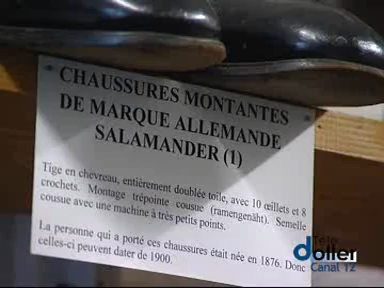 CHAUSSURES MONTANTES
DE MARQUE ALLEMANDE
SALAMANDER (1)
Tige en chevreau, entièrement doublée toile, avec 10 œillets et 8
crochets. Montage trépointe cousue (ramengenäht). Semelle
cousue avec une machine à très petits points.
La personne qui a porté ces chaussures était née en 1876. Donc
celles-ci peuvent dater de 1900.
Télé
doller
Canal 12